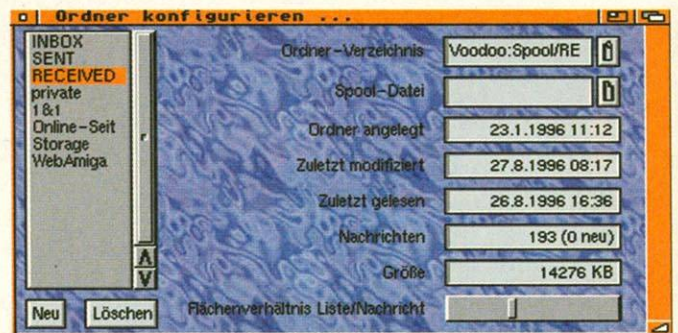 Ordner konfigurieren ...
INBOX
SENT
RECEIVED
private
1&1
Online-Seit
Storage
WebAmiga
Neu
Löschen
Ordner-Verzeichnis
Voodoo:Spool/RE
Spool-Datei
Ordner angelegt
23.1.1996 11:12
Zuletzt modifiziert
27.8.1996 08:17
Zuletzt gelesen
26.8.1996 16:36
Nachrichten
193 (0 neu)
Größe
14276 KB
Flächenverhältnis Liste/Nachricht